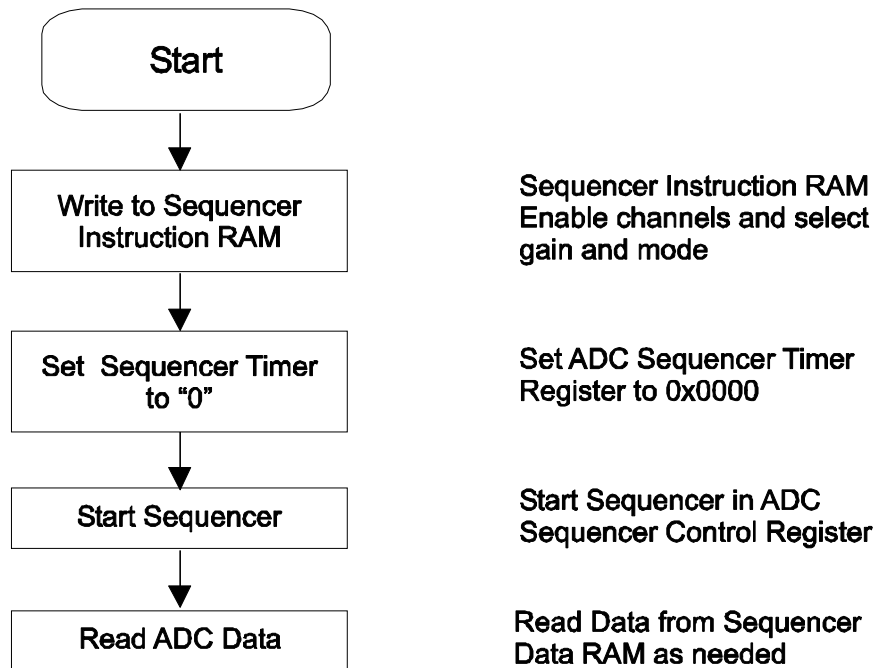 Start
Write to Sequencer
Instruction RAM
Sequencer Instruction RAM
Enable channels and select
gain and mode
Set Sequencer Timer
to “0”
Set ADC Sequencer Timer
Register to 0x0000
Start Sequencer
Start Sequencer in ADC
Sequencer Control Register
Read ADC Data
Read Data from Sequencer
Data RAM as needed